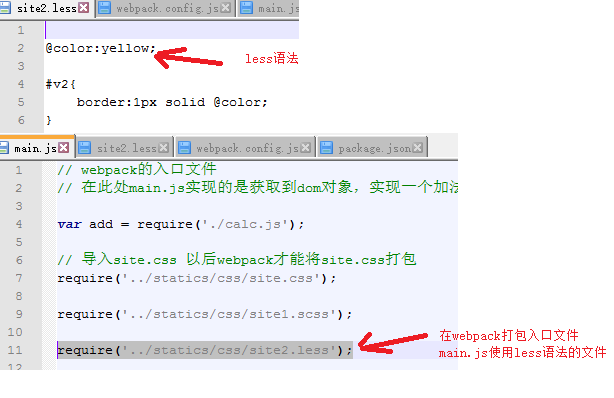 site2.less webpack.config.js main.js
1
2 @color:yellow;
less语法
3
4 #v2{
5 border:1px solid @color;
6 }
main.js site2.less webpack.config.js package.json
1 // webpack的入口文件
2 // 在此处main.js实现的是获取到dom对象，实现一个加法
3
4 var add = require('./calc.js');
5
6 // 导入site.css 以后webpack才能将site.css打包
7 require('../statics/css/site.css');
8
9 require('../statics/css/site1.scss');
10
在webpack打包入口文件
11 require('../statics/css/site2.less');
main.js使用less语法的文件
12